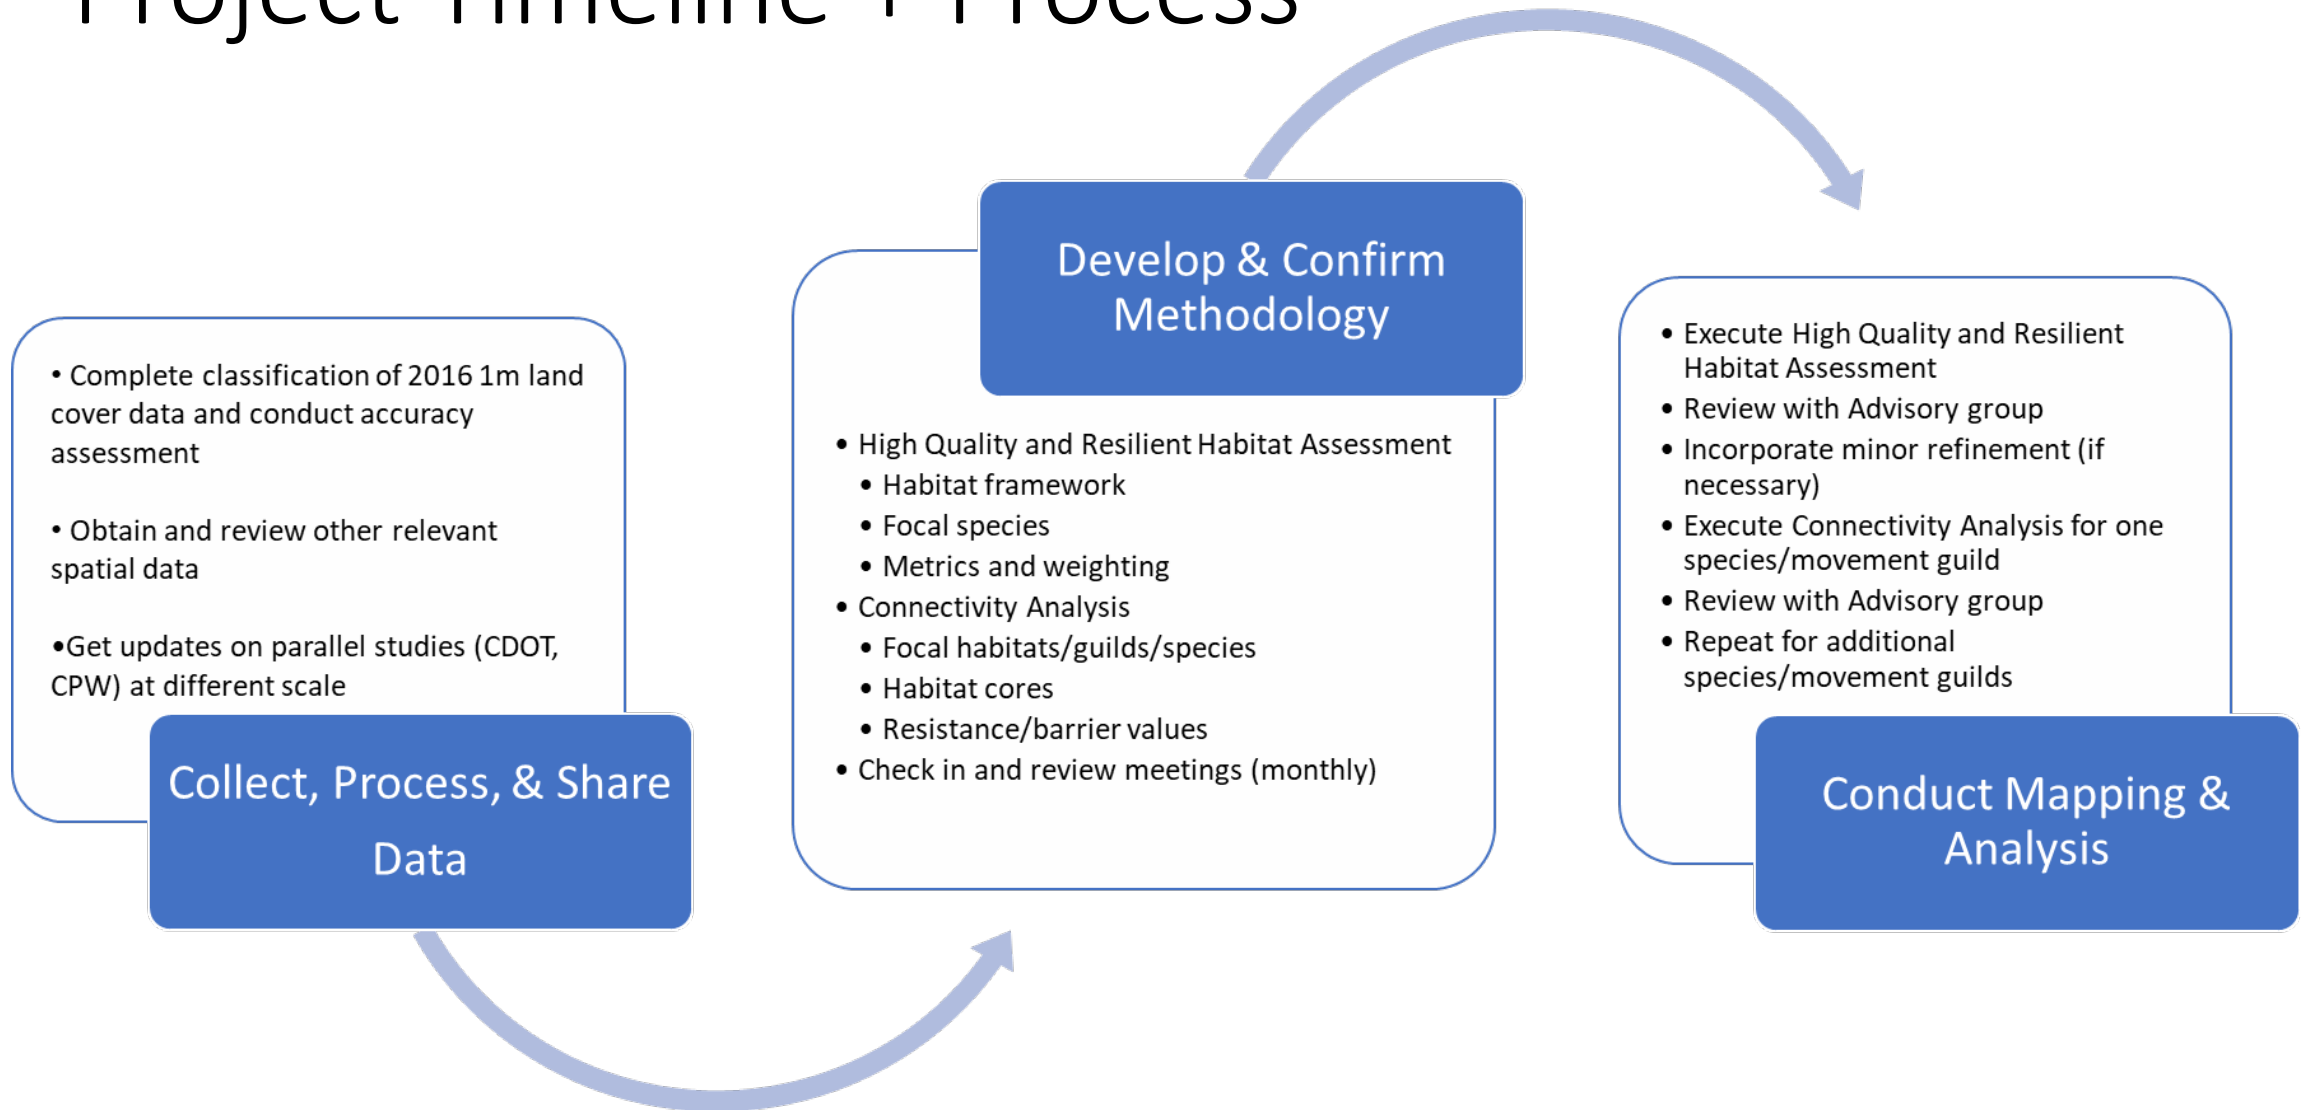 Project Timeline + Process
• Complete classification of 2016 1m land
cover data and conduct accuracy
assessment
• Obtain and review other relevant
spatial data
•Get updates on parallel studies (CDOT,
CPW) at different scale
Collect, Process, & Share
Data
Develop & Confirm
Methodology
• High Quality and Resilient Habitat Assessment
• Habitat framework
• Focal species
• Metrics and weighting
• Connectivity Analysis
• Focal habitats/guilds/species
• Habitat cores
• Resistance/barrier values
• Check in and review meetings (monthly)
• Execute High Quality and Resilient
Habitat Assessment
• Review with Advisory group
• Incorporate minor refinement (if
necessary)
• Execute Connectivity Analysis for one
species/movement guild
• Review with Advisory group
• Repeat for additional
species/movement guilds
Conduct Mapping &
Analysis